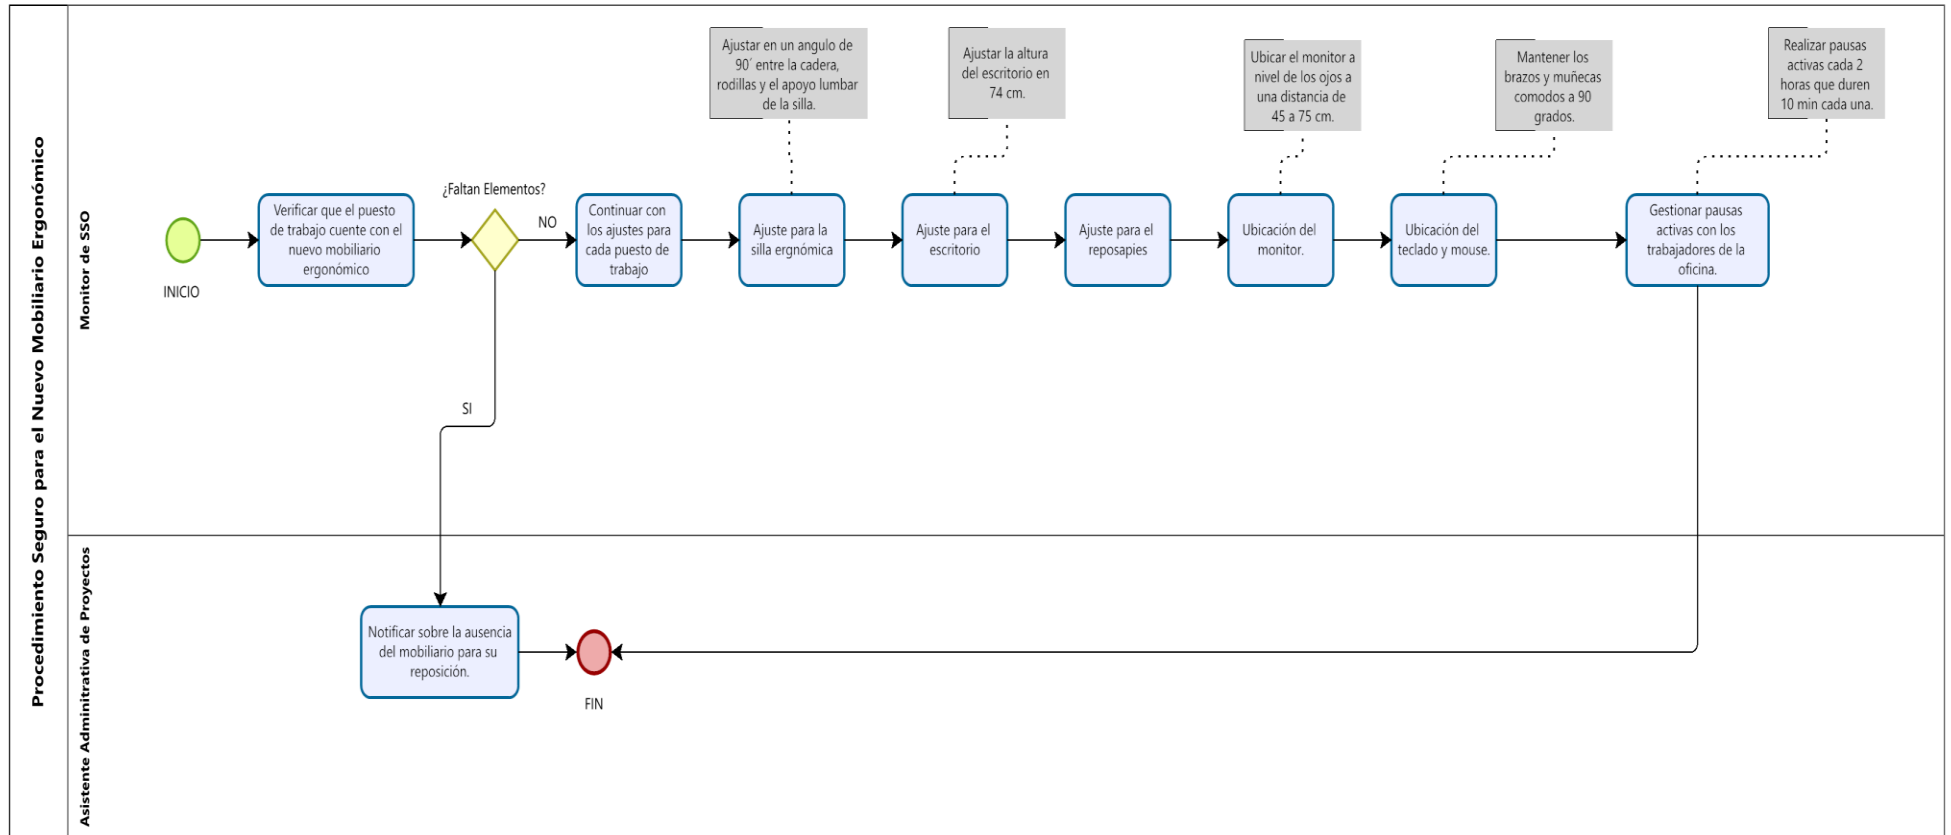 Procedimiento Seguro para el Nuevo Mobiliario Ergonómico
Monitor de SSO
INICIO
Verificar que el puesto
de trabajo cuente con el
nuevo mobiliario
ergonómico
¿Faltan Elementos?
NO
SI
Continuar con
los ajustes para
cada puesto de
trabajo
Ajustar en un angulo de
90´ entre la cadera,
rodillas y el apoyo lumbar
de la silla.
Ajuste para la
silla ergnómica
Ajustar la altura
del escritorio en
74 cm.
Ajuste para el
escritorio
Ajuste para el
reposapies
Ubicar el monitor a
nivel de los ojos a
una distancia de
45 a 75 cm.
Ubicación del
monitor.
Mantener los
brazos y muñecas
comodos a 90
grados.
Ubicación del
teclado y mouse.
Realizar pausas
activas cada 2
horas que duren
10 min cada una.
Gestionar pausas
activas con los
trabajadores de la
oficina.
Asistente Adminitrativa de Proyectos
Notificar sobre la ausencia
del mobiliario para su
reposición.
FIN